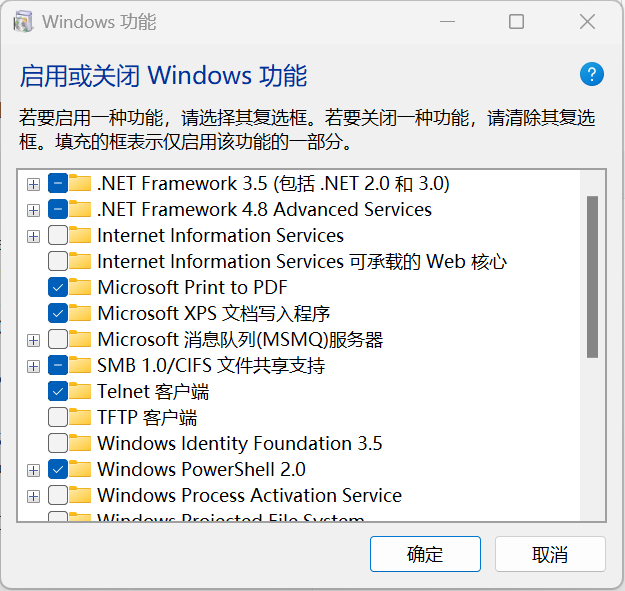 Windows 功能
启用或关闭 Windows 功能
?
若要启用一种功能，请选择其复选框。若要关闭一种功能，请清除其复选
框。填充的框表示仅启用该功能的一部分。
.NET Framework 3.5 (包括 .NET 2.0 和 3.0)
.NET Framework 4.8 Advanced Services
Internet Information Services
Internet Information Services 可承载的 Web 核心
Microsoft Print to PDF
Microsoft XPS 文档写入程序
Microsoft 消息队列(MSMQ)服务器
SMB 1.0/CIFS 文件共享支持
Telnet 客户端
TFTP 客户端
Windows Identity Foundation 3.5
Windows PowerShell 2.0
Windows Process Activation Service
Windows Projected File System
确定
取消